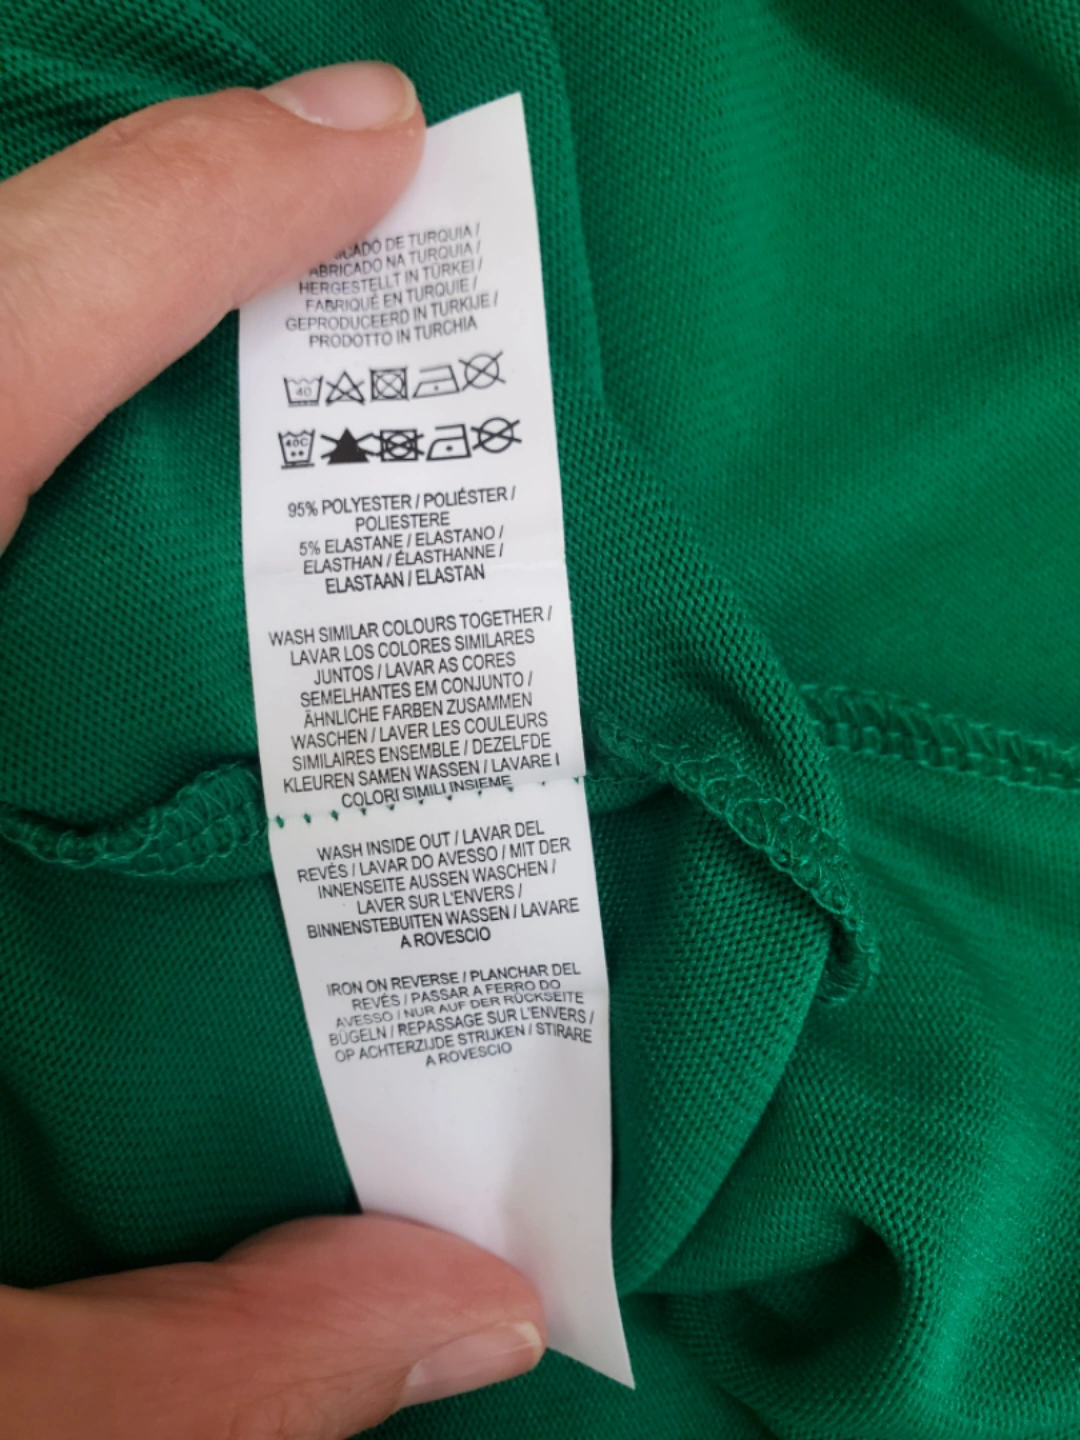 DE TURQUIA /
FABRICADO NA TURQUIA /
HERGESTELLT IN TÜRKEI /
FABRIQUÉ EN TURQUIE /
GEPRODUCEERD IN TURKIJE /
PRODOTTO IN TURCHIA
40
40C
95% POLYESTER / POLIÉSTER /
POLIESTERE
5% ELASTANE / ELASTANO /
ELASTHAN / ÉLASTHANNE /
ELASTAAN / ELASTAN
WASH SIMILAR COLOURS TOGETHER /
LAVAR LOS COLORES SIMILARES
JUNTOS / LAVAR AS CORES
SEMELHANTES EM CONJUNTO /
ÄHNLICHE FARBEN ZUSAMMEN
WASCHEN / LAVER LES COULEURS
SIMILAIRES ENSEMBLE / DEZELFDE
KLEUREN SAMEN WASSEN / LAVARE I
COLORI SIMILI INSIEME
WASH INSIDE OUT / LAVAR DEL
REVÉS / LAVAR DO AVESSO / MIT DER
INNENSEITE AUSSEN WASCHEN /
LAVER SUR L'ENVERS /
BINNENSTEBUITEN WASSEN / LAVARE
A ROVESCIO
IRON ON REVERSE / PLANCHAR DEL
REVÉS / PASSAR A FERRO DO
AVESSO / NUR AUF DER RÜCKSEITE
BÜGELN / REPASSAGE SUR L'ENVERS /
OP ACHTERZIJDE STRIJKEN / STIRARE
A ROVESCIO